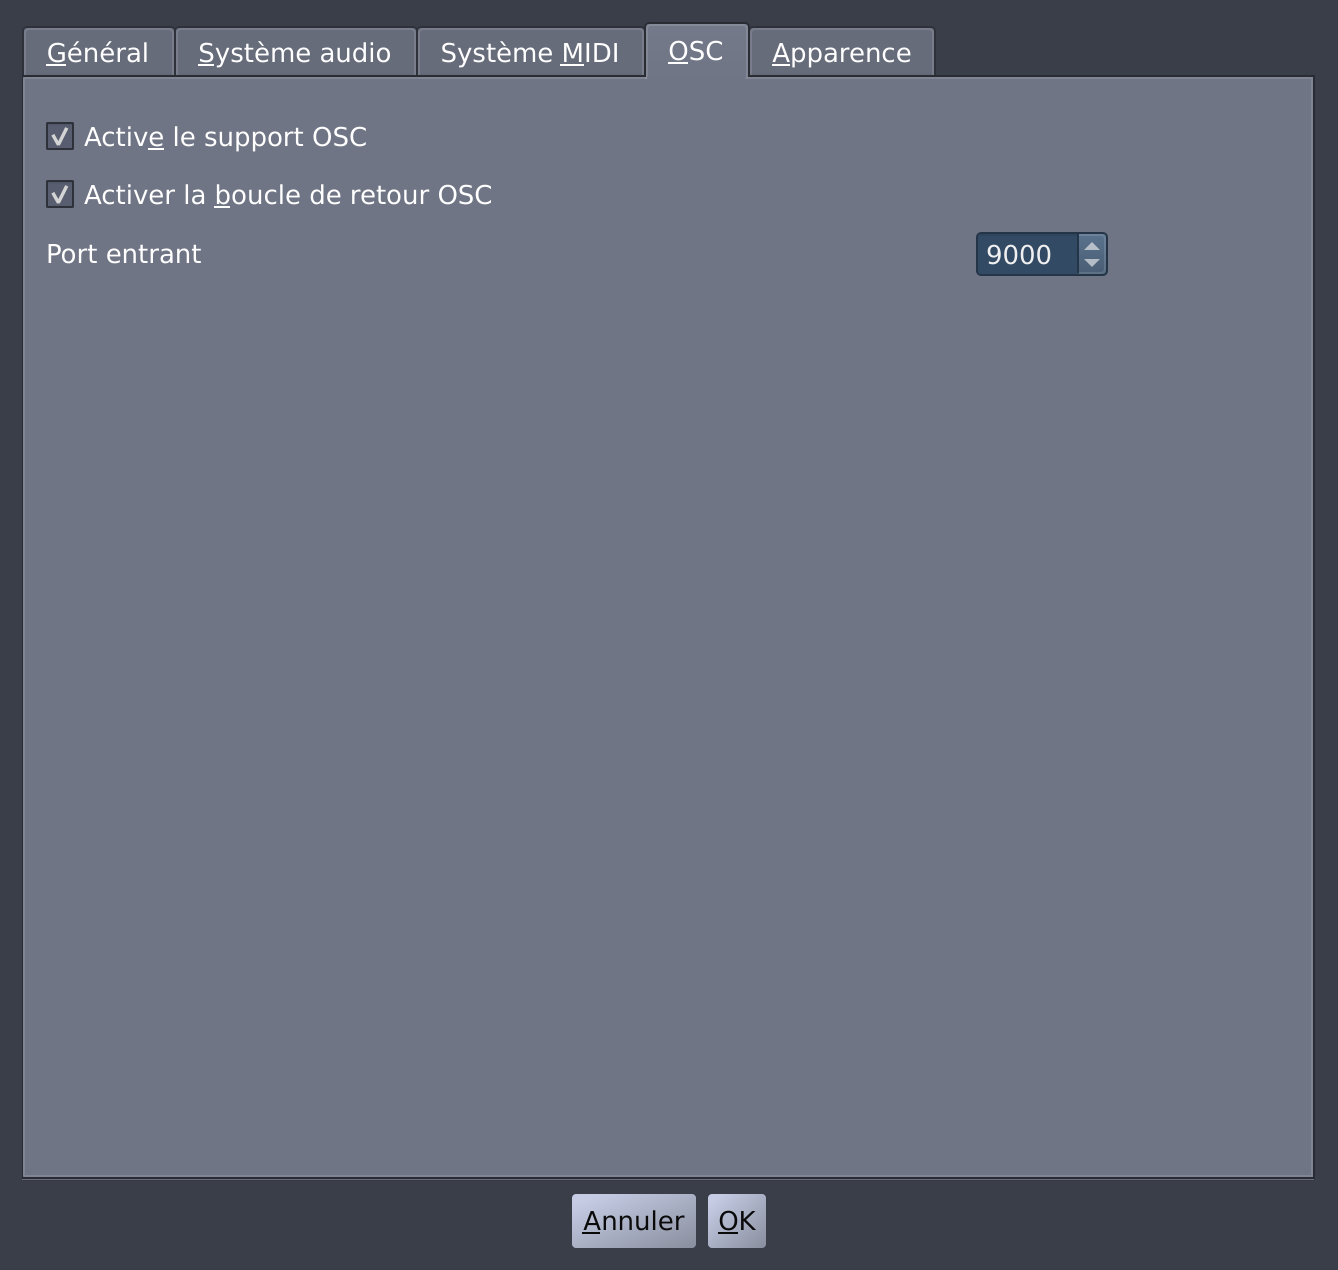 Général
Système audio
Système MIDI
OSC
Apparence
Active le support OSC
Activer la boucle de retour OSC
Port entrant
9000
Annuler
OK